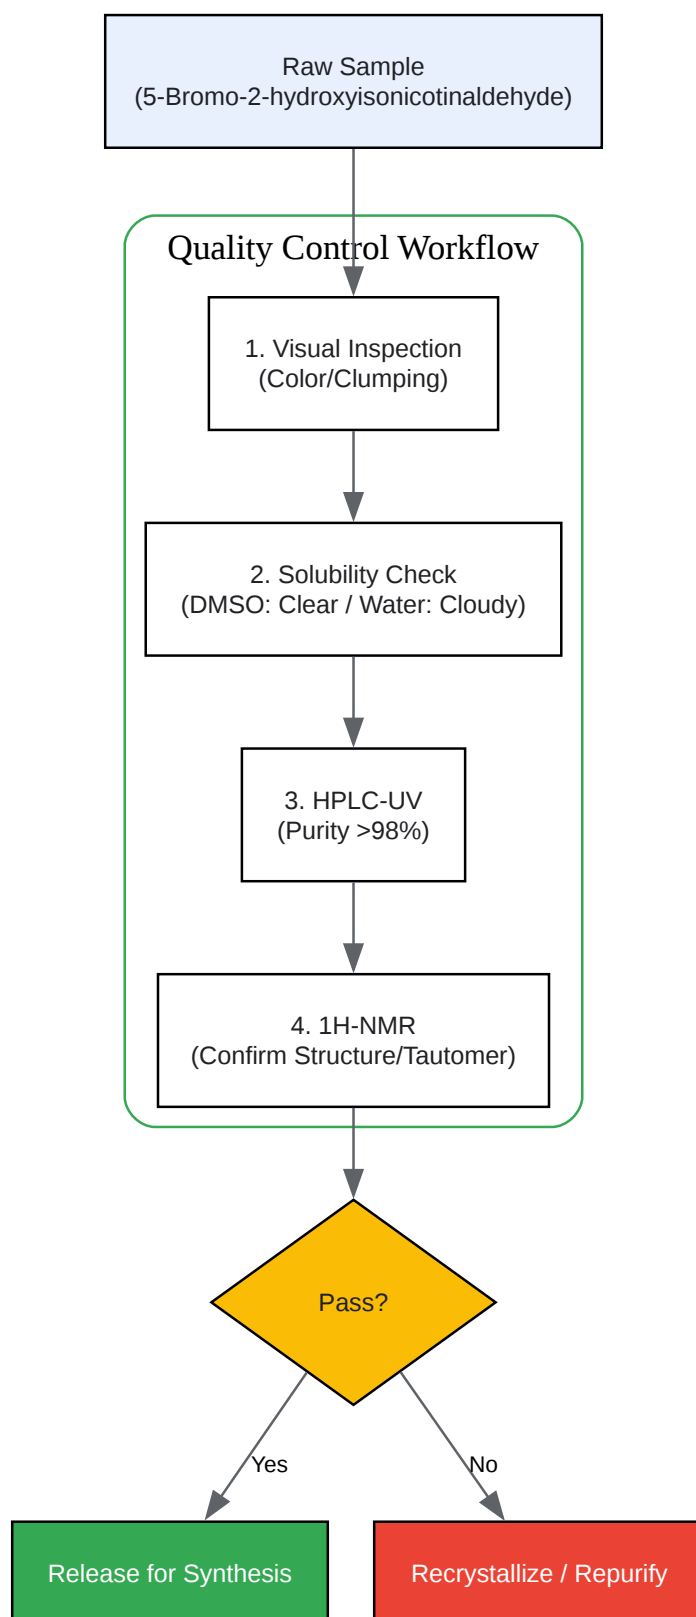 Raw Sample
(5-Bromo-2-hydroxyisonicotinaldehyde)
Quality Control Workflow
1. Visual Inspection
(Color/Clumping)
2. Solubility Check
(DMSO: Clear / Water: Cloudy)
3. HPLC-UV
(Purity >98%)
4. 1H-NMR
(Confirm Structure/Tautomer)
Pass?
Yes
No
Release for Synthesis
Recrystallize / Repurify